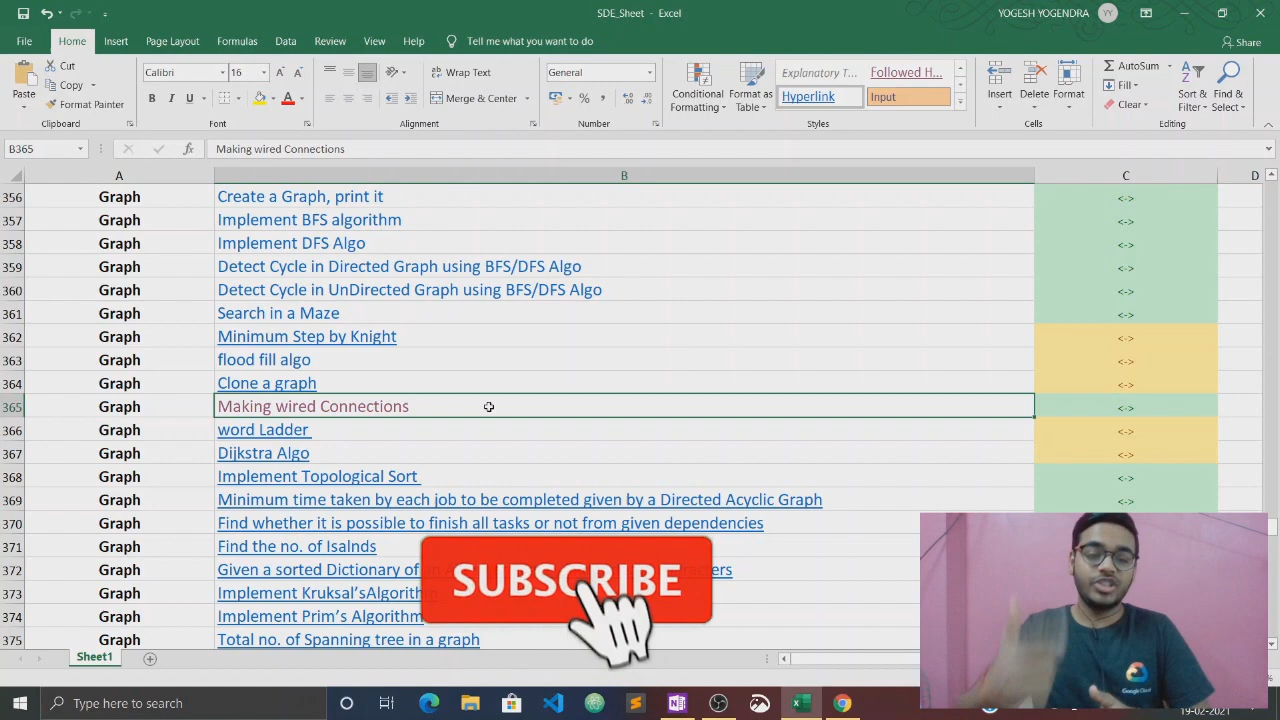 SDE_Sheet - Excel
YOGESH YOGENDRA YY
File Home Insert Page Layout Formulas Data Review View Help Tell me what you want to do Share
Paste Cut Copy Format Painter Clipboard
Calibri 16 B I U Font
Wrap Text Merge & Center Alignment
General % Number
Conditional Formatting Format as Table
Explanatory T... Followed H... Hyperlink Input Styles
Insert Delete Format Cells
AutoSum Fill Clear Sort & Filter Find & Select Editing
B365 fx Making wired Connections
A B C D
356 Graph Create a Graph, print it <->
357 Graph Implement BFS algorithm <->
358 Graph Implement DFS Algo <->
359 Graph Detect Cycle in Directed Graph using BFS/DFS Algo <->
360 Graph Detect Cycle in UnDirected Graph using BFS/DFS Algo <->
361 Graph Search in a Maze <->
362 Graph Minimum Step by Knight <->
363 Graph flood fill algo <->
364 Graph Clone a graph <->
365 Graph Making wired Connections <->
366 Graph word Ladder <->
367 Graph Dijkstra Algo <->
368 Graph Implement Topological Sort <->
369 Graph Minimum time taken by each job to be completed given by a Directed Acyclic Graph <->
370 Graph Find whether it is possible to finish all tasks or not from given dependencies
371 Graph Find the no. of Isalnds
372 Graph Given a sorted Dictionary of an
373 Graph Implement Kruksal'sAlgorithm
374 Graph Implement Prim's Algorithm
375 Graph Total no. of Spanning tree in a graph
SUBSCRIBE
Google Cloud
Sheet1
Type here to search
19-02-2021